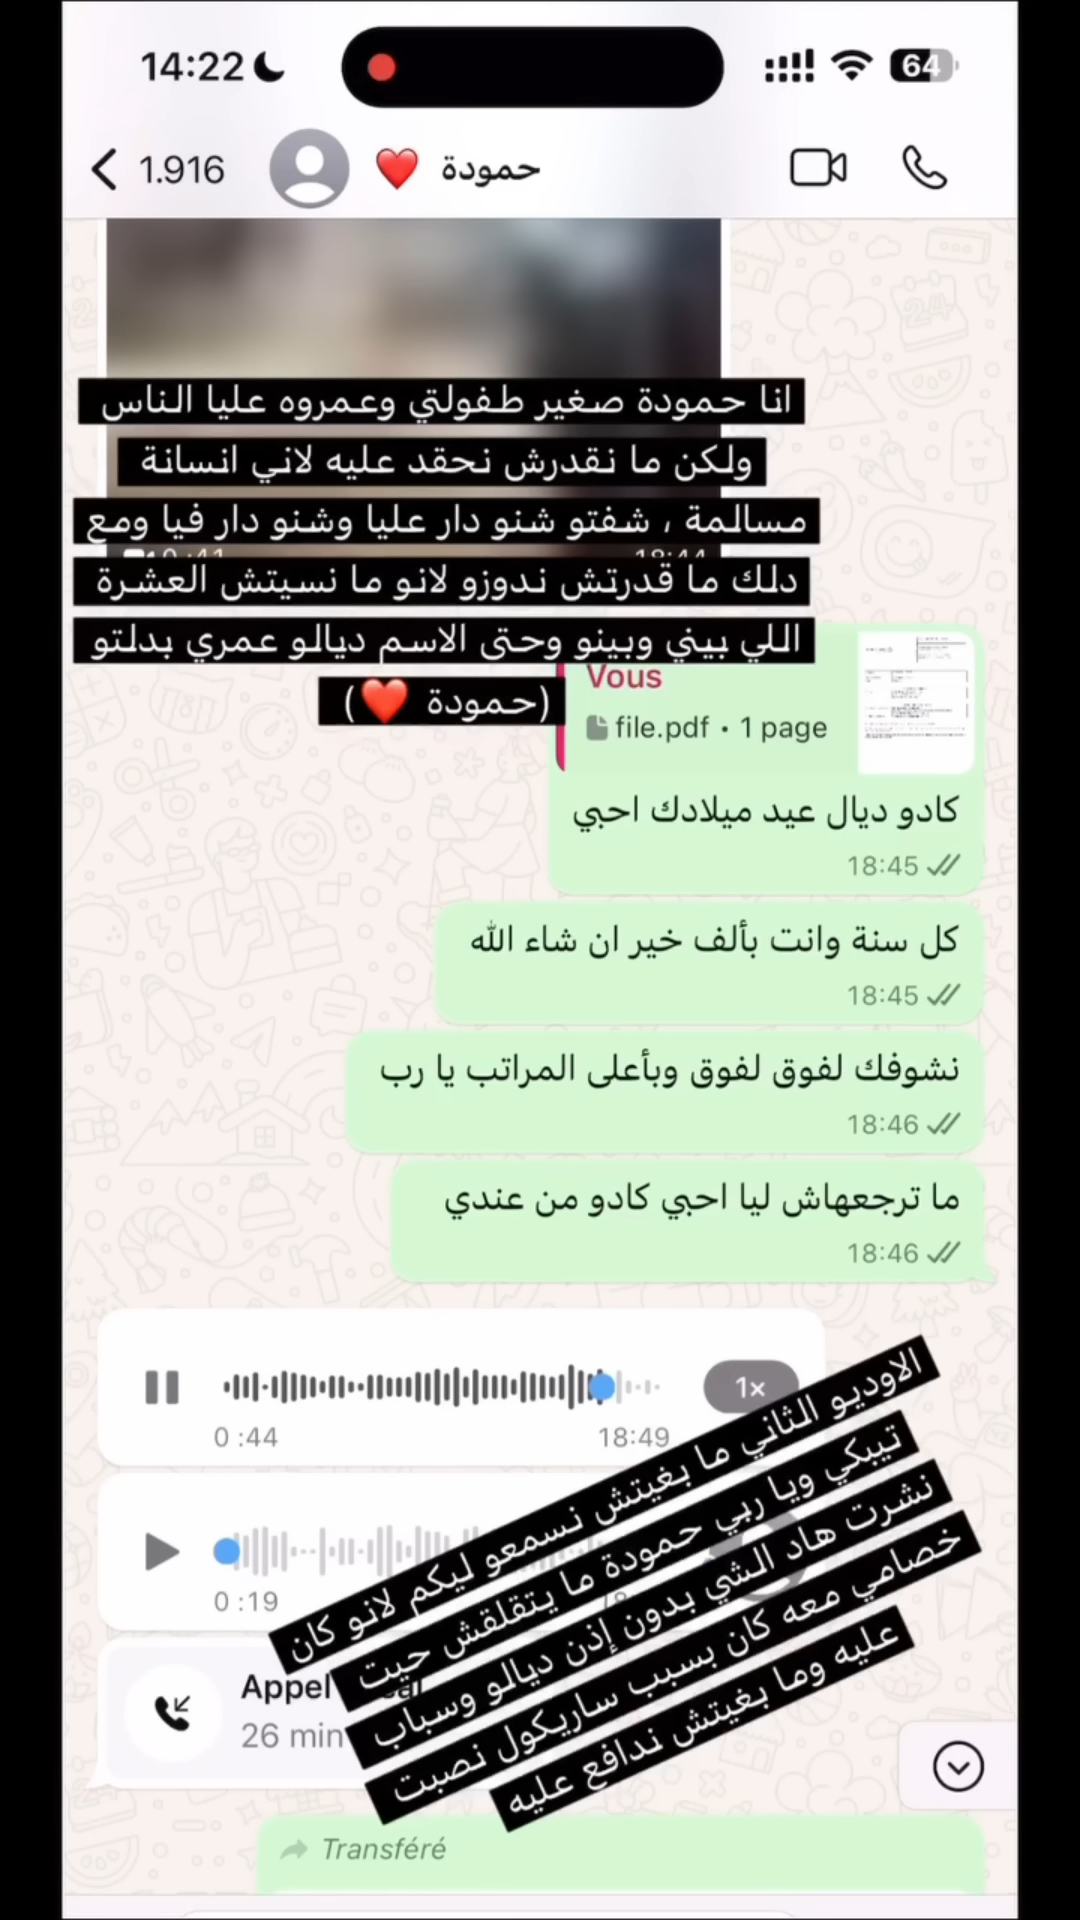 14:22
64
1.916
حمودة ❤️
انا حمودة صغير طفولتي وعمروه عليا الناس
ولكن ما نقدرش نحقد عليه لاني انسانة
مسالمة ، شفتو شنو دار عليا وشنو دار فيا ومع
دلك ما قدرتش ندوزو لانو ما نسيتش العشرة
اللي بيني وبينو وحتى الاسم ديالو عمري بدلتو
(حمودة ❤️)
0:41
18:44
Vous
file.pdf • 1 page
كادو ديال عيد ميلادك احبي
18:45
كل سنة وانت بألف خير ان شاء الله
18:45
نشوفك لفوق لفوق وبأعلى المراتب يا رب
18:46
ما ترجعهاش ليا احبي كادو من عندي
18:46
1×
0:44
18:49
0:19
الاوديو الثاني ما بغيتش نسمعو ليكم لانو كان
تيبكي ويا ربي حمودة ما يتقلقش حيت
نشرت هاد الشي بدون إذن ديالو وسباب
خصامي معه كان بسبب ساريكول نصبت
عليه وما بغيتش ندافع عليه
Appel
26 min
Transféré